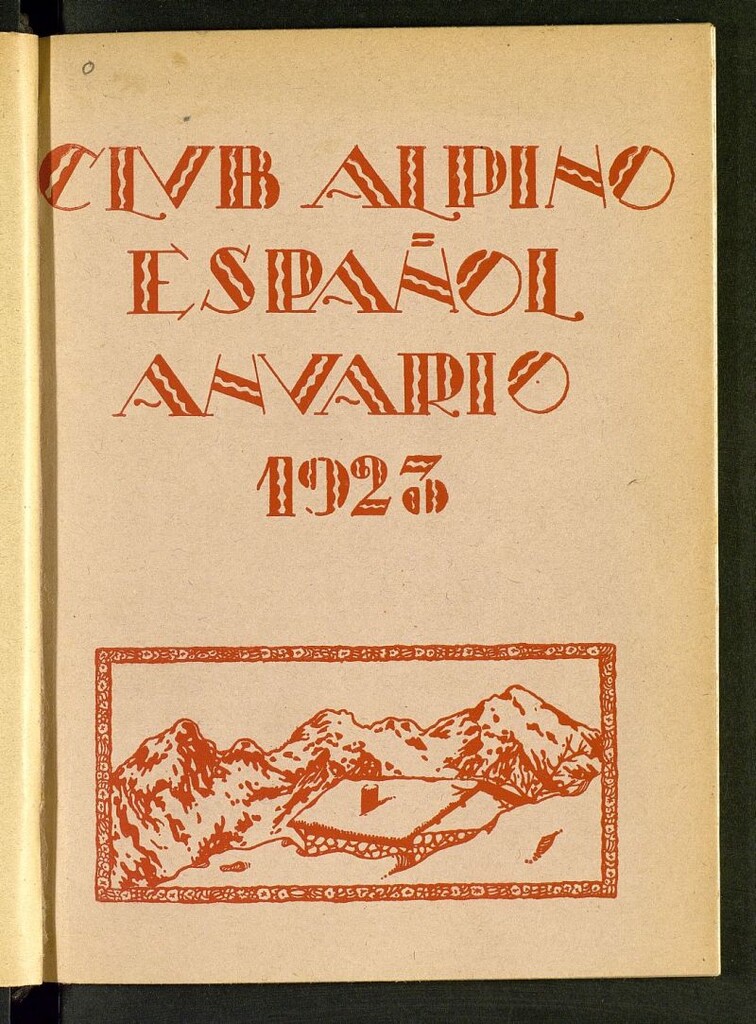 CLVB ALPINO
ESPAÑOL
ANVARIO
1923